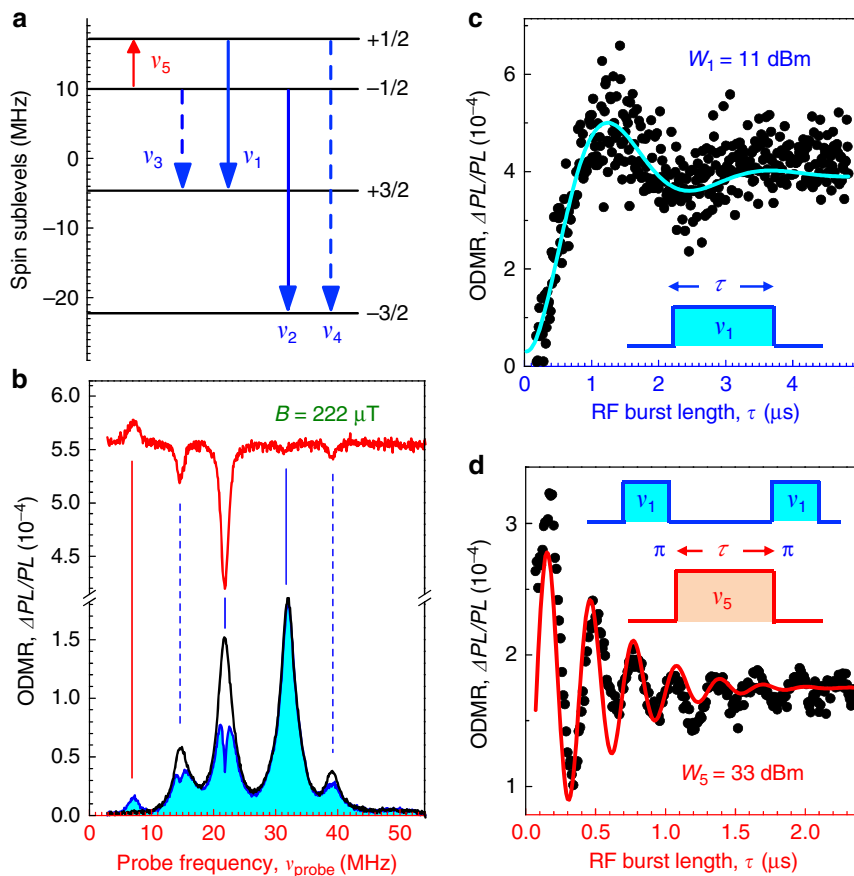 a
+1/2
ν5
−1/2
10
Spin sublevels (MHz)
0
ν3
ν1
+3/2
−10
−20
−3/2
ν2
ν4
b
6.0
B = 222 μT
5.5
5.0
4.5
ODMR, ΔPL/PL (10⁻⁴)
1.5
1.0
0.5
0.0
0 10 20 30 40 50
Probe frequency, νprobe (MHz)
c
W1 = 11 dBm
6
4
2
0
ODMR, ΔPL/PL (10⁻⁴)
τ
ν1
0 1 2 3 4
RF burst length, τ (μs)
d
ν1 ν1
3
π τ π
ν5
2
ODMR, ΔPL/PL (10⁻⁴)
W5 = 33 dBm
1
0.0 0.5 1.0 1.5 2.0
RF burst length, τ (μs)